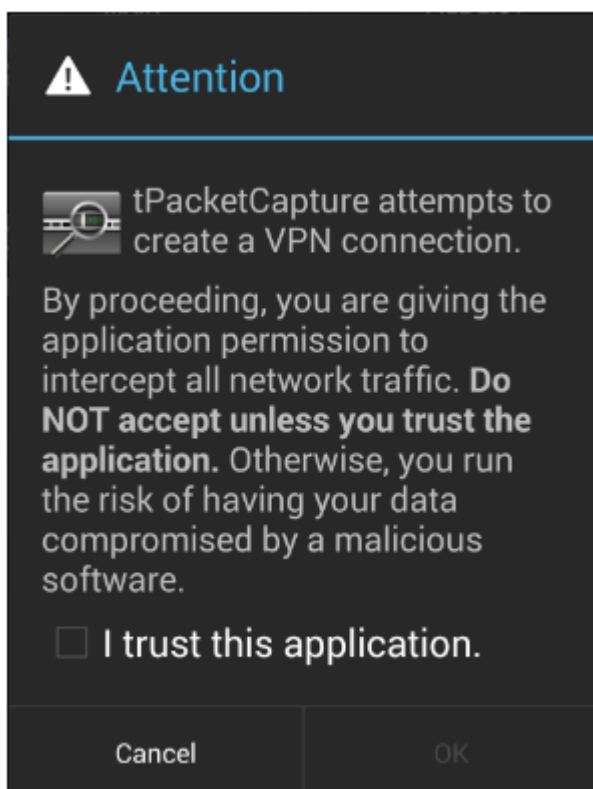 Attention
tPacketCapture attempts to
create a VPN connection.
By proceeding, you are giving the
application permission to
intercept all network traffic. Do
NOT accept unless you trust the
application. Otherwise, you run
the risk of having your data
compromised by a malicious
software.
I trust this application.
Cancel
OK